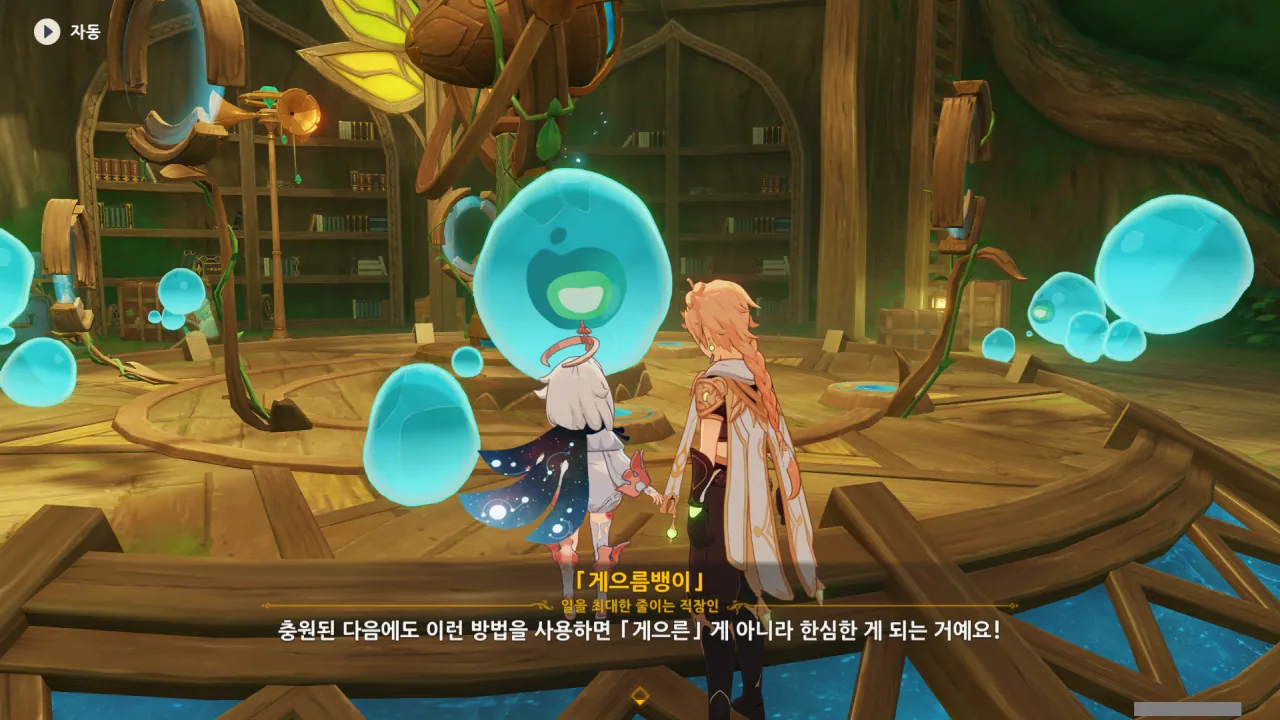 자동
「게으름뱅이」
일을 최대한 줄이는 직장인
충원된 다음에도 이런 방법을 사용하면 「게으른」 게 아니라 한심한 게 되는 거예요!